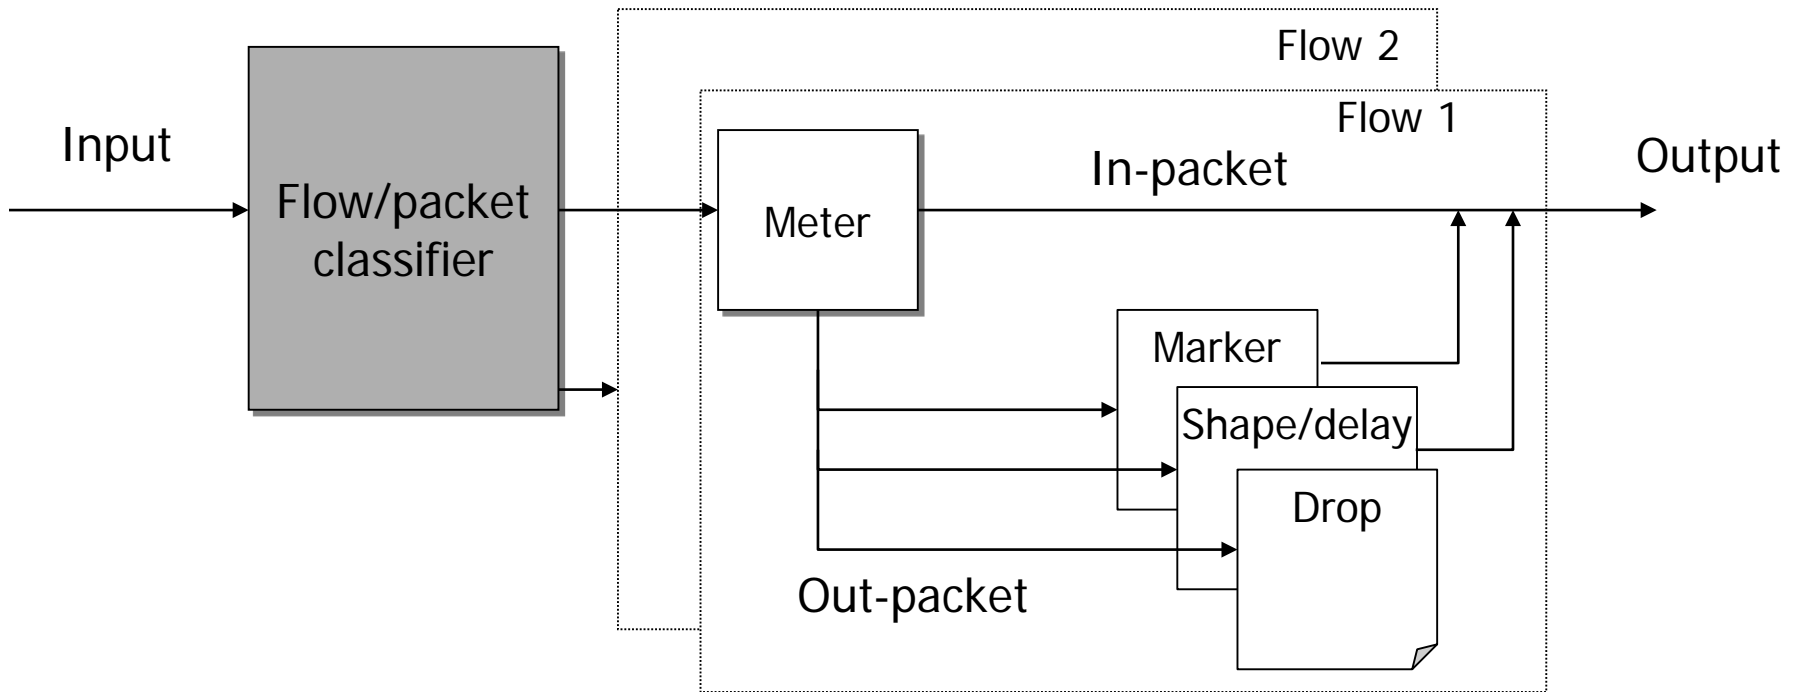 Flow 2
Flow 1
Input
Flow/packet
classifier
Meter
In-packet
Output
Marker
Shape/delay
Drop
Out-packet